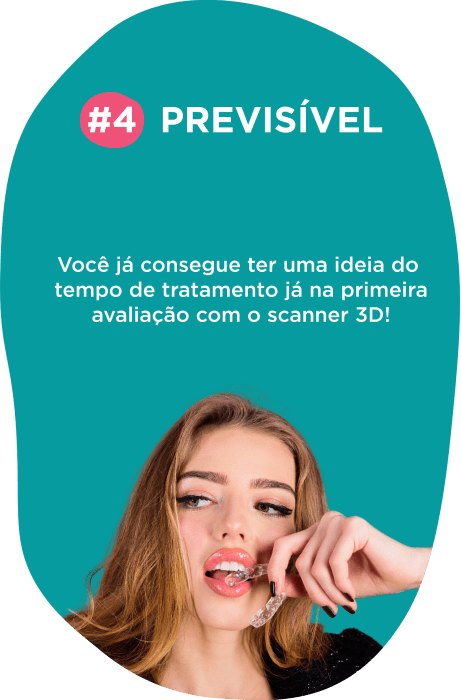 #4 PREVISÍVEL
Você já consegue ter uma ideia do
tempo de tratamento já na primeira
avaliação com o scanner 3D!